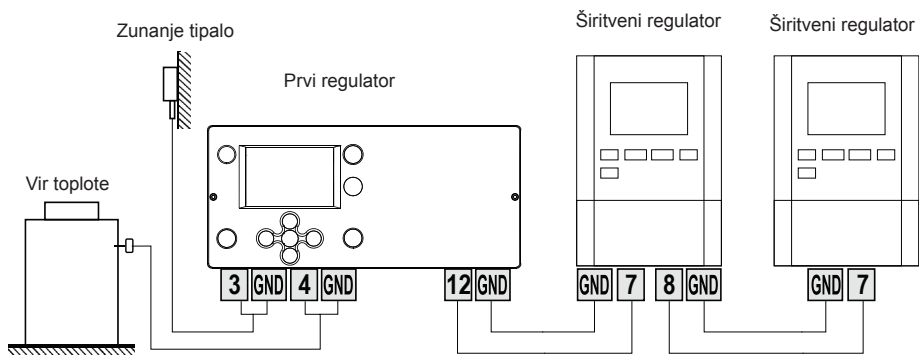 Širitveni regulator
Širitveni regulator
Zunanje tipalo
Prvi regulator
Vir toplote
3 GND 4 GND 12 GND GND 7 8 GND GND 7